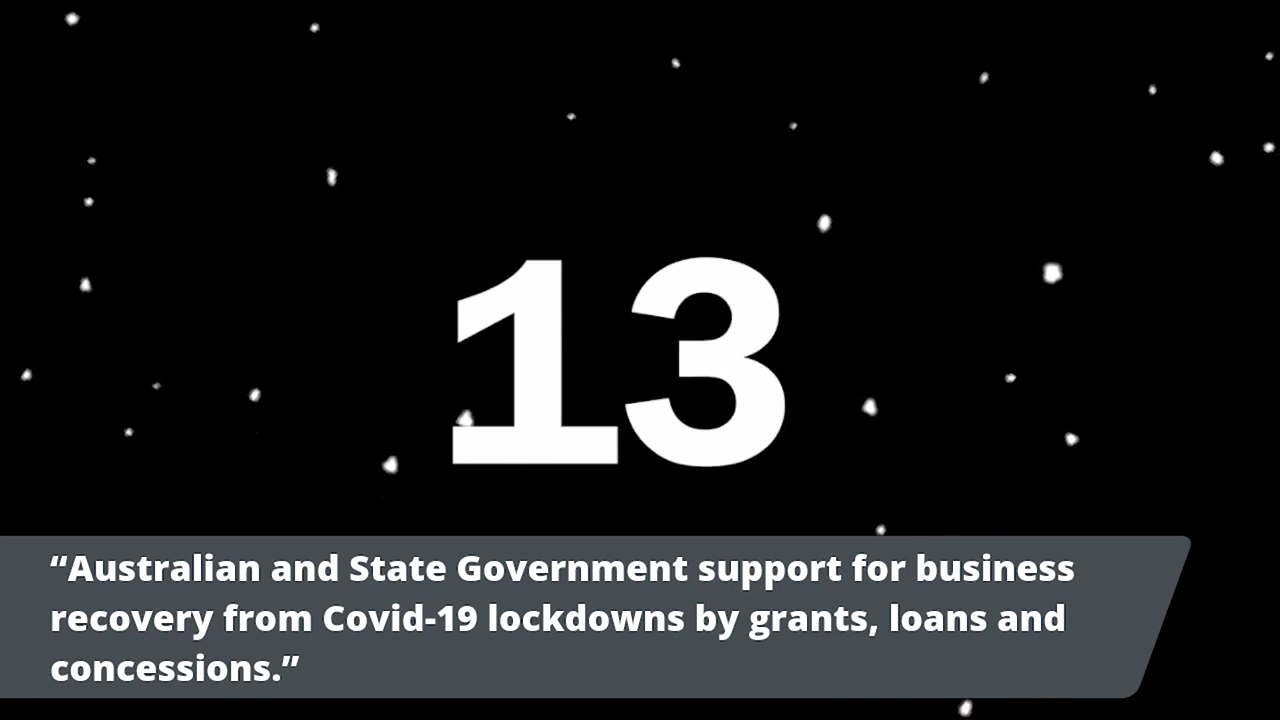 13
“Australian and State Government support for business
recovery from Covid-19 lockdowns by grants, loans and
concessions.”